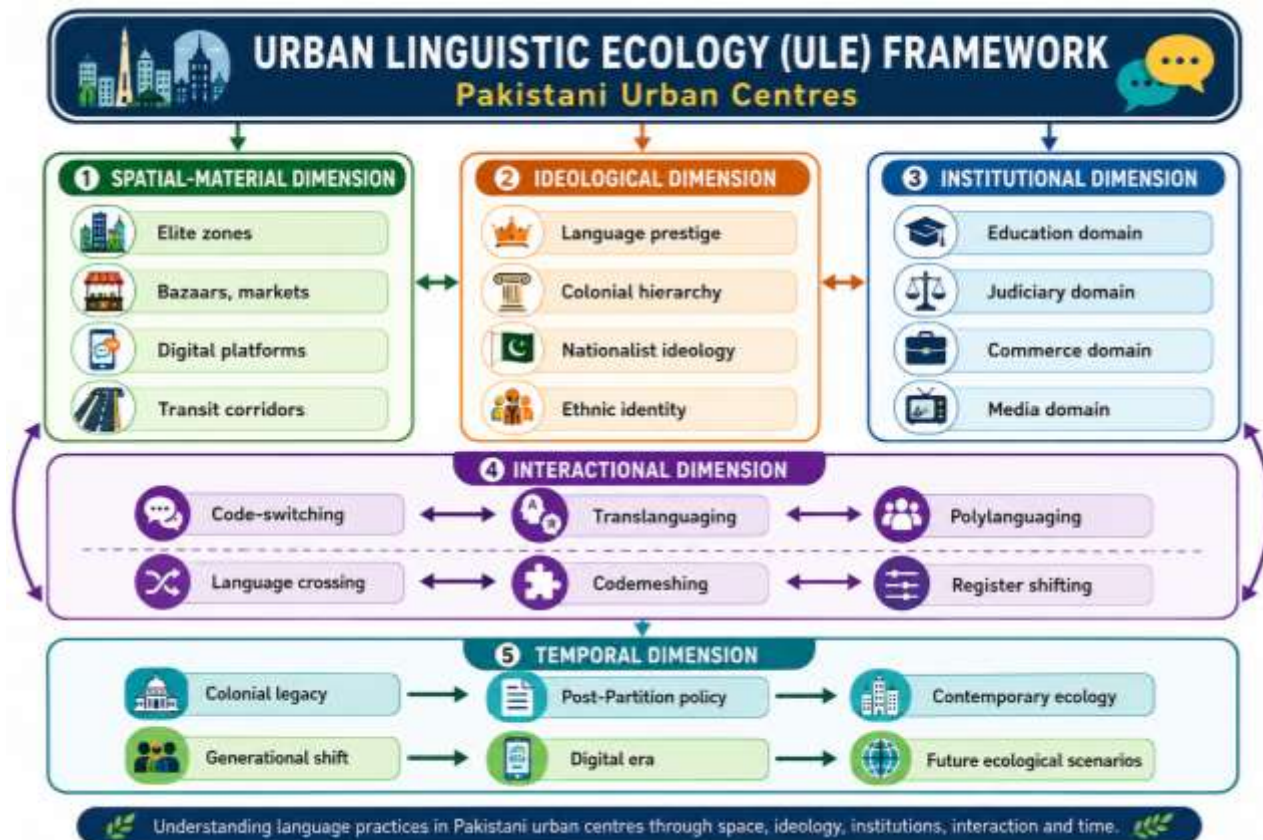 URBAN LINGUISTIC ECOLOGY (ULE) FRAMEWORK
Pakistani Urban Centres
1 SPATIAL-MATERIAL DIMENSION
Elite zones
Bazaars, markets
Digital platforms
Transit corridors
2 IDEOLOGICAL DIMENSION
Language prestige
Colonial hierarchy
Nationalist ideology
Ethnic identity
3 INSTITUTIONAL DIMENSION
Education domain
Judiciary domain
Commerce domain
Media domain
4 INTERACTIONAL DIMENSION
Code-switching
A
Translanguaging
Polylanguaging
Language crossing
Codemeshing
Register shifting
5 TEMPORAL DIMENSION
Colonial legacy
Post-Partition policy
Contemporary ecology
Generational shift
Digital era
Future ecological scenarios
Understanding language practices in Pakistani urban centres through space, ideology, institutions, interaction and time.